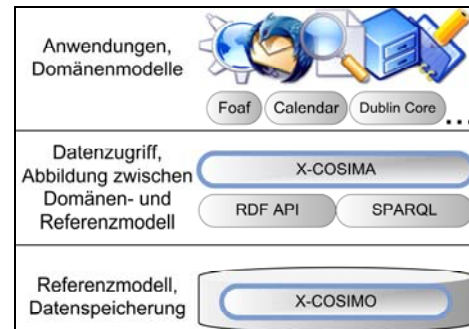 Anwendungen,
Domänenmodelle
Foaf Calendar Dublin Core ...
Datenzugriff,
Abbildung zwischen
Domänen- und
Referenzmodell
X-COSIMA
RDF API SPARQL
Referenzmodell,
Datenspeicherung
X-COSIMO